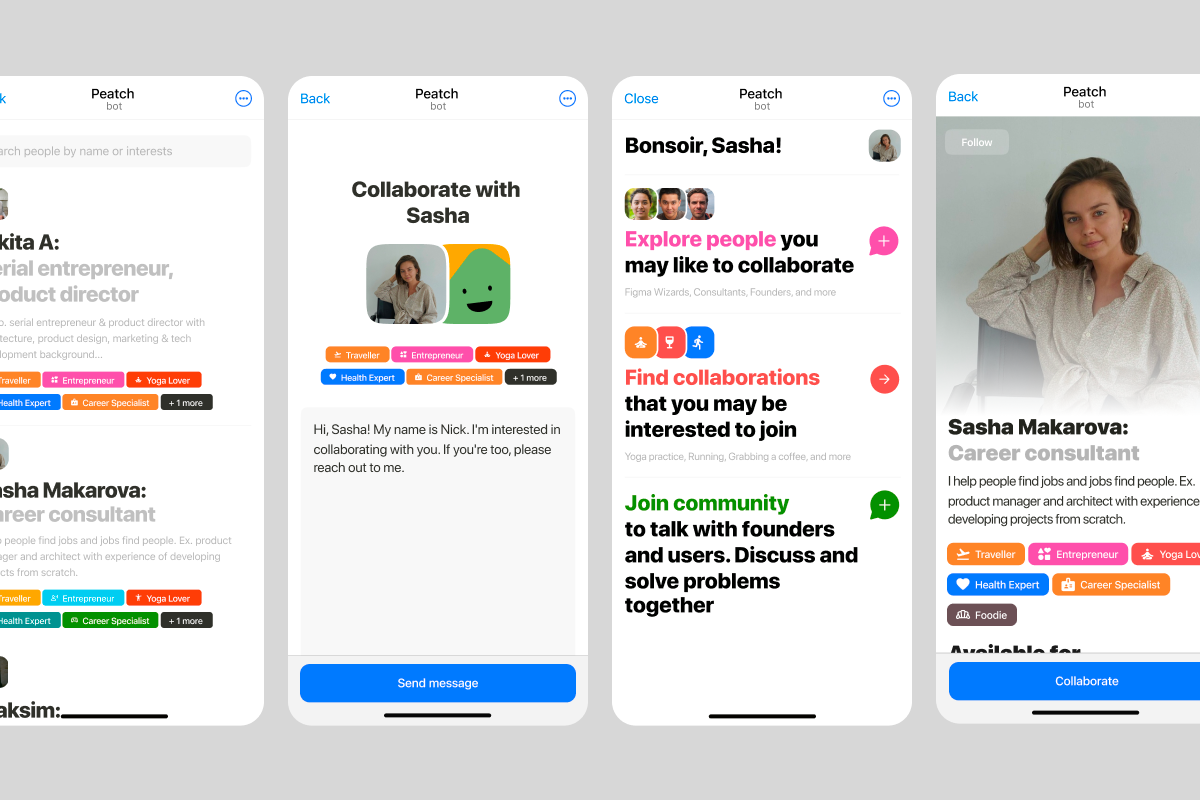 k
Peatch
bot
arch people by name or interests
kita A:
erial entrepreneur,
oduct director
o. serial entrepreneur & product director with
itecture, product design, marketing & tech
lopment background...
raveller
Entrepreneur
Yoga Lover
Health Expert
Career Specialist
+ 1 more
asha Makarova:
areer consultant
p people find jobs and jobs find people. Ex. product
ager and architect with experience of developing
cts from scratch.
Traveller
Entrepreneur
Yoga Lover
Health Expert
Career Specialist
+ 1 more
aksim:
Back
Peatch
bot
Collaborate with
Sasha
Traveller
Entrepreneur
Yoga Lover
Health Expert
Career Specialist
+ 1 more
Hi, Sasha! My name is Nick. I'm interested in
collaborating with you. If you're too, please
reach out to me.
Send message
Close
Peatch
bot
Bonsoir, Sasha!
Explore people you
may like to collaborate
Figma Wizards, Consultants, Founders, and more
Find collaborations
that you may be
interested to join
Yoga practice, Running, Grabbing a coffee, and more
Join community
to talk with founders
and users. Discuss and
solve problems
together
Back
Peatch
bot
Follow
Sasha Makarova:
Career consultant
I help people find jobs and jobs find people. Ex.
product manager and architect with experience
developing projects from scratch.
Traveller
Entrepreneur
Yoga Lov
Health Expert
Career Specialist
Foodie
Available for
Collaborate